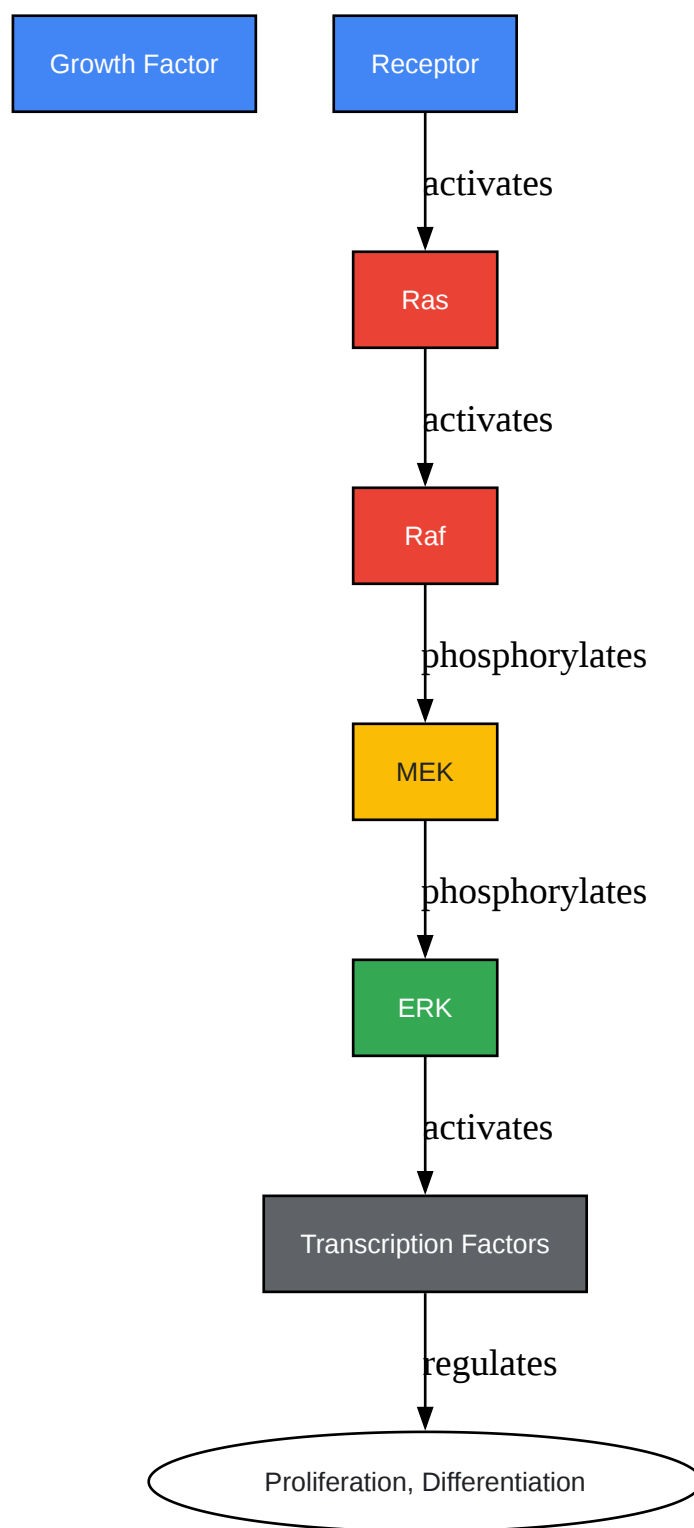 Growth Factor
Receptor
activates
Ras
activates
Raf
phosphorylates
MEK
phosphorylates
ERK
activates
Transcription Factors
regulates
Proliferation, Differentiation